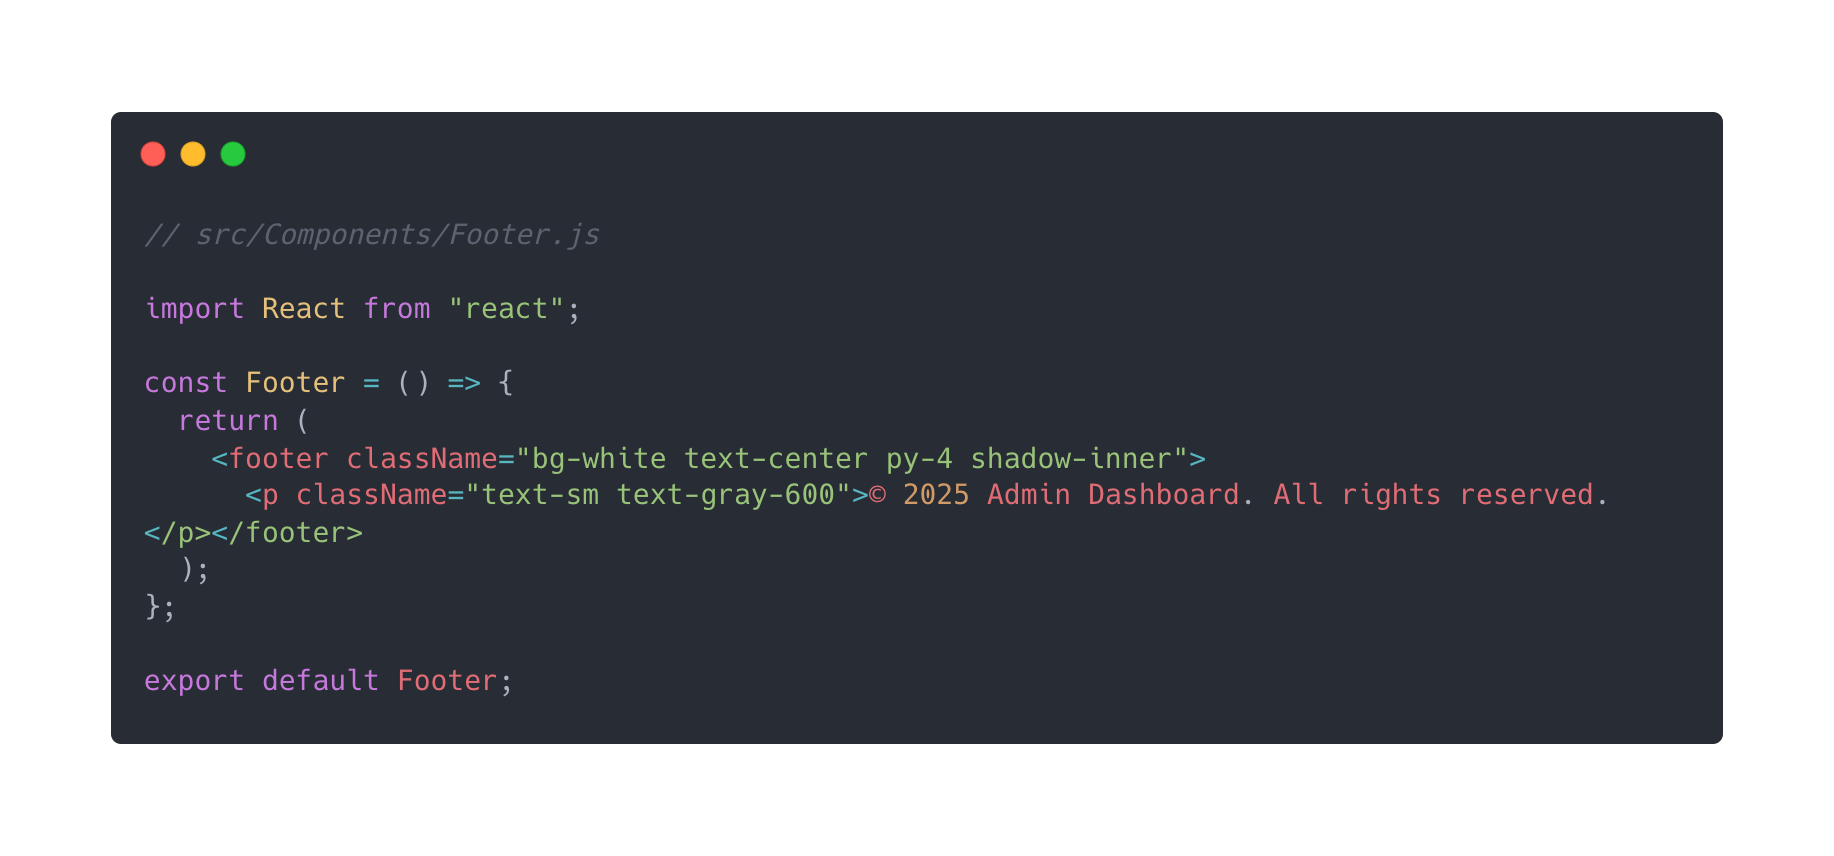 // src/Components/Footer.js

import React from "react";

const Footer = () => {
  return (
    <footer className="bg-white text-center py-4 shadow-inner">
      <p className="text-sm text-gray-600">© 2025 Admin Dashboard. All rights reserved.
</p></footer>
  );
};

export default Footer;